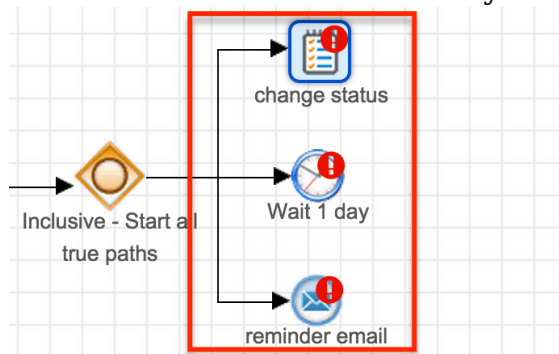 change status
Inclusive - Start all
true paths
Wait 1 day
reminder email